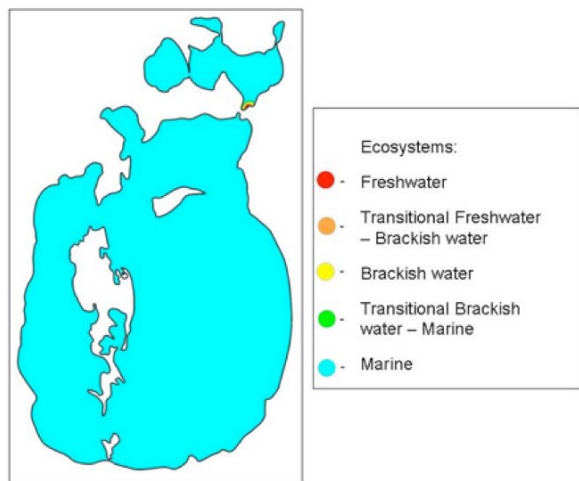 Ecosystems:
- Freshwater
- Transitional Freshwater
– Brackish water
- Brackish water
- Transitional Brackish
water – Marine
- Marine